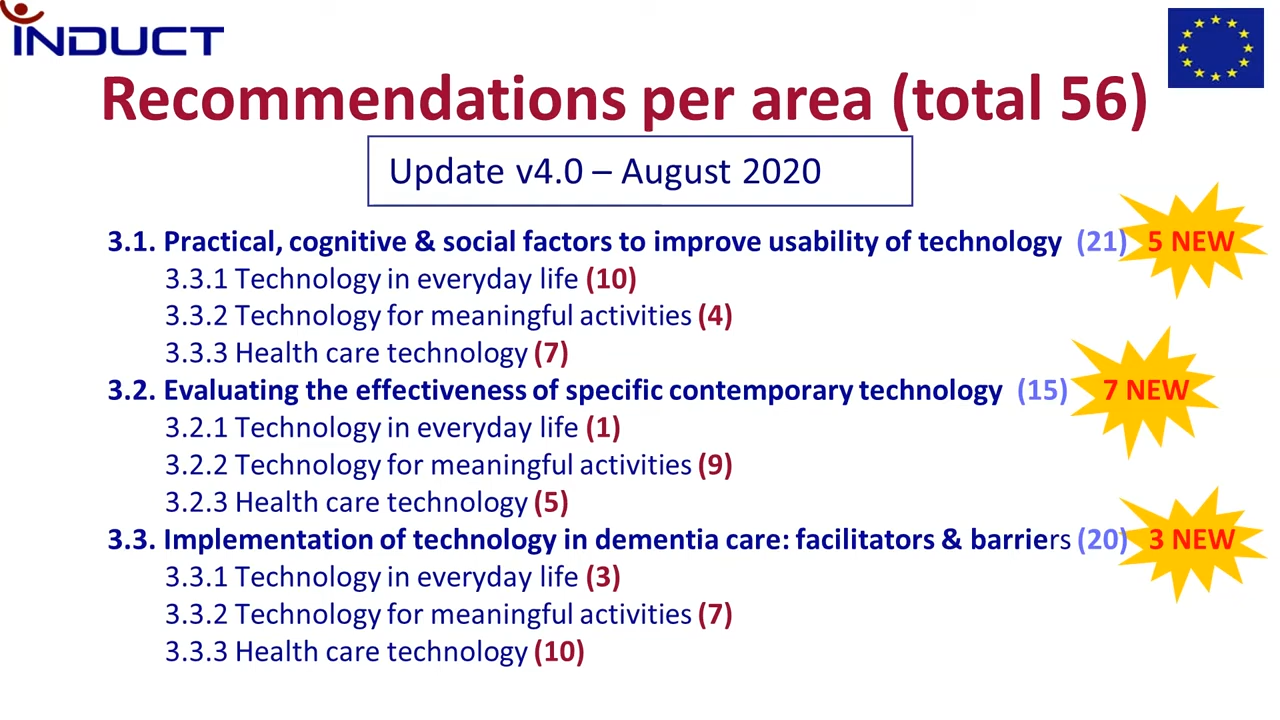 INDUCT
Recommendations per area (total 56)
Update v4.0 – August 2020
3.1. Practical, cognitive & social factors to improve usability of technology (21) 5 NEW
3.3.1 Technology in everyday life (10)
3.3.2 Technology for meaningful activities (4)
3.3.3 Health care technology (7)
3.2. Evaluating the effectiveness of specific contemporary technology (15) 7 NEW
3.2.1 Technology in everyday life (1)
3.2.2 Technology for meaningful activities (9)
3.2.3 Health care technology (5)
3.3. Implementation of technology in dementia care: facilitators & barriers (20) 3 NEW
3.3.1 Technology in everyday life (3)
3.3.2 Technology for meaningful activities (7)
3.3.3 Health care technology (10)